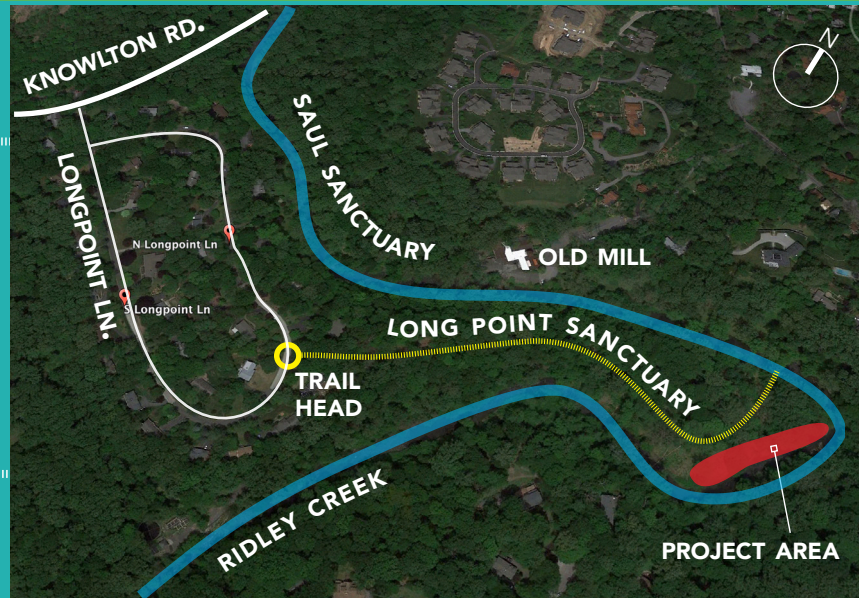 KNOWLTON RD.
N
SAUL SANCTUARY
LONGPOINT LN.
N Longpoint Ln
OLD MILL
S Longpoint Ln
LONG POINT SANCTUARY
TRAIL
HEAD
RIDLEY CREEK
PROJECT AREA